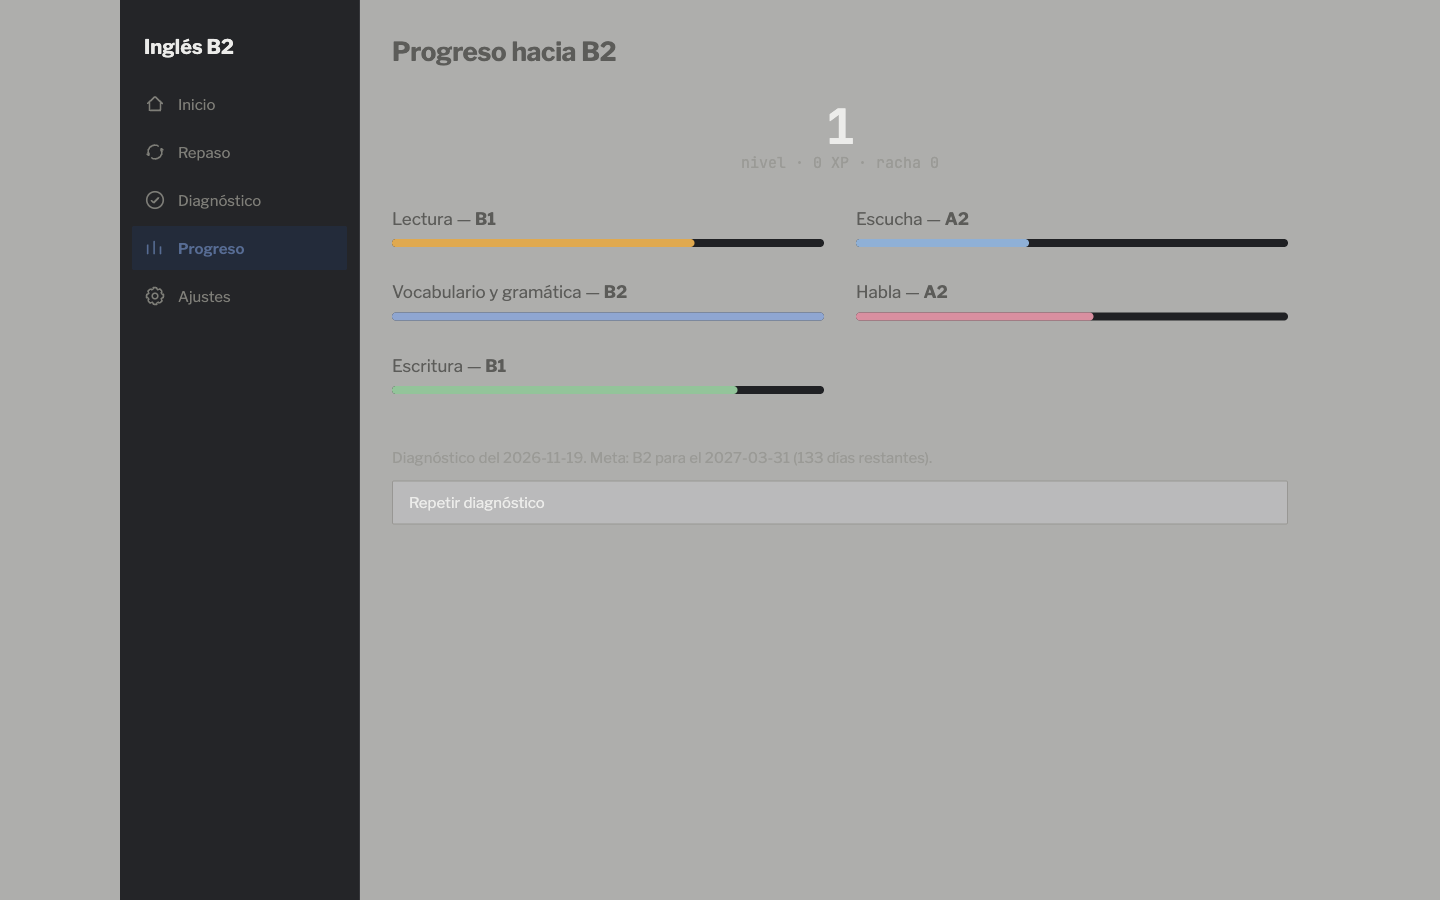 Inglés B2
Inicio
Repaso
Diagnóstico
Progreso
Ajustes
Progreso hacia B2
1
nivel · 0 XP · racha 0
Lectura — B1
Escucha — A2
Vocabulario y gramática — B2
Habla — A2
Escritura — B1
Diagnóstico del 2026-11-19. Meta: B2 para el 2027-03-31 (133 días restantes).
Repetir diagnóstico